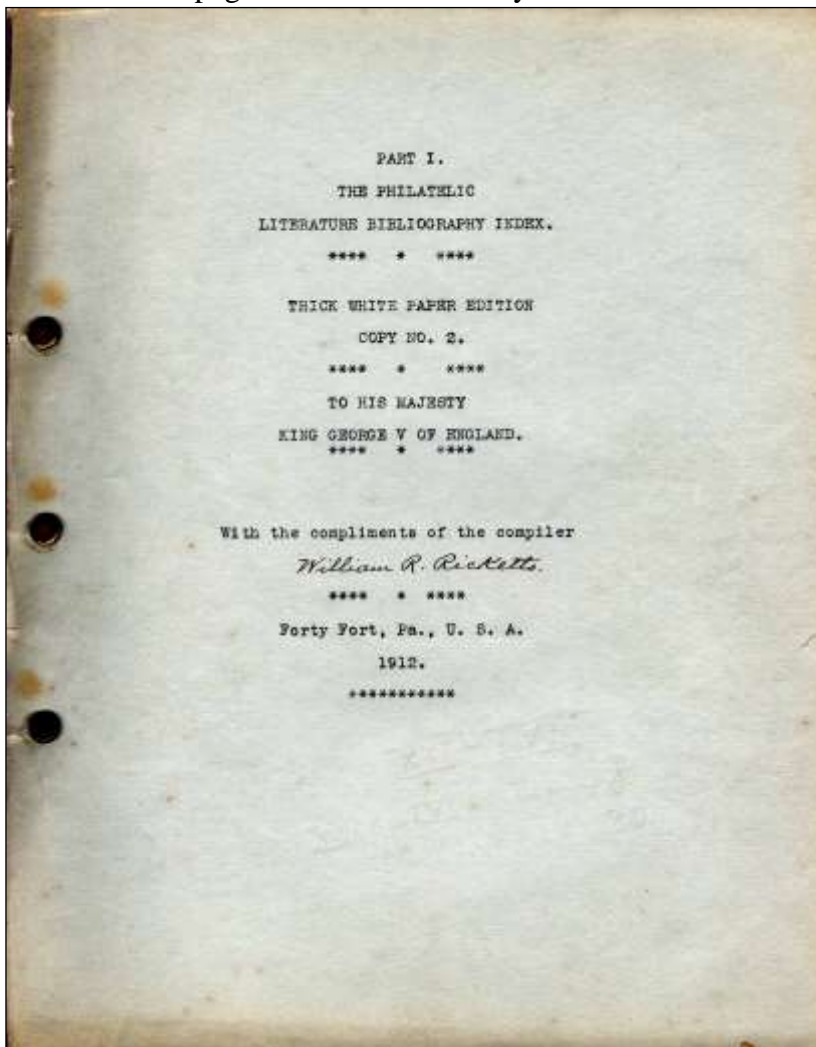 PART I.
THE PHILATELIC
LITERATURE BIBLIOGRAPHY INDEX.
**** * ****
THICK WHITE PAPER EDITION
COPY NO. 2.
**** * ****
TO HIS MAJESTY
KING GEORGE V OF ENGLAND.
**** * ****
With the compliments of the compiler
William R. Ricketts.
**** * ****
Forty Fort, Pa., U. S. A.
1912.
***********